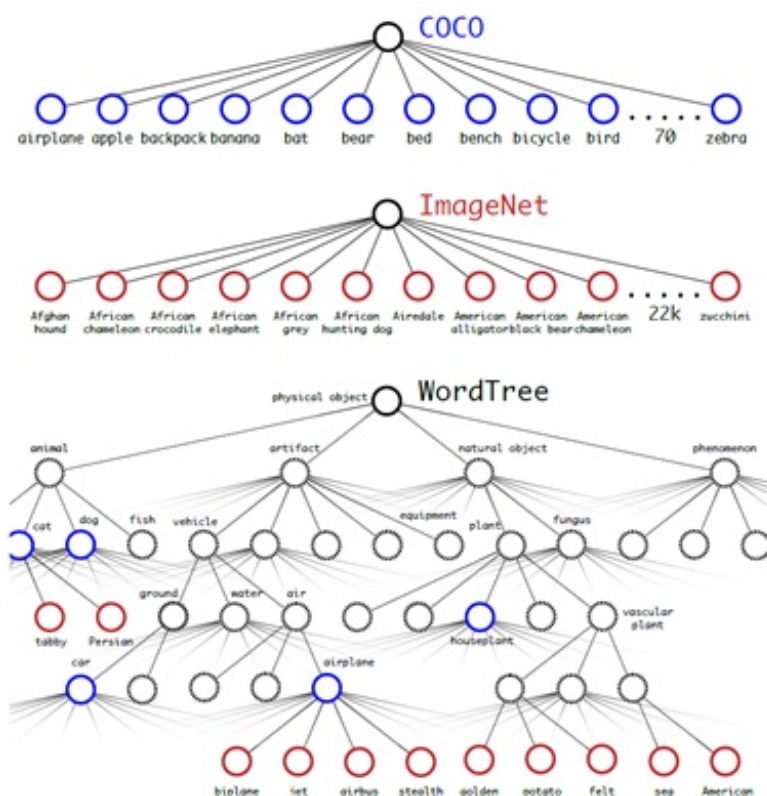 COCO
airplane apple backpack banana bat bear bed bench bicycle bird ..... 70 zebra
ImageNet
Afghan hound
African chameleon
African crocodile
African elephant
African grey
African hunting dog
Airedale
American alligator
American black bear
American chameleon
..... 22k
zucchini
WordTree
physical object
animal artifact natural object phenomenon
cat dog fish vehicle equipment plant fungus
ground water air vascular plant
tabby Persian houseplant
car airplane
biplane jet airbus stealth golden potato felt sea American